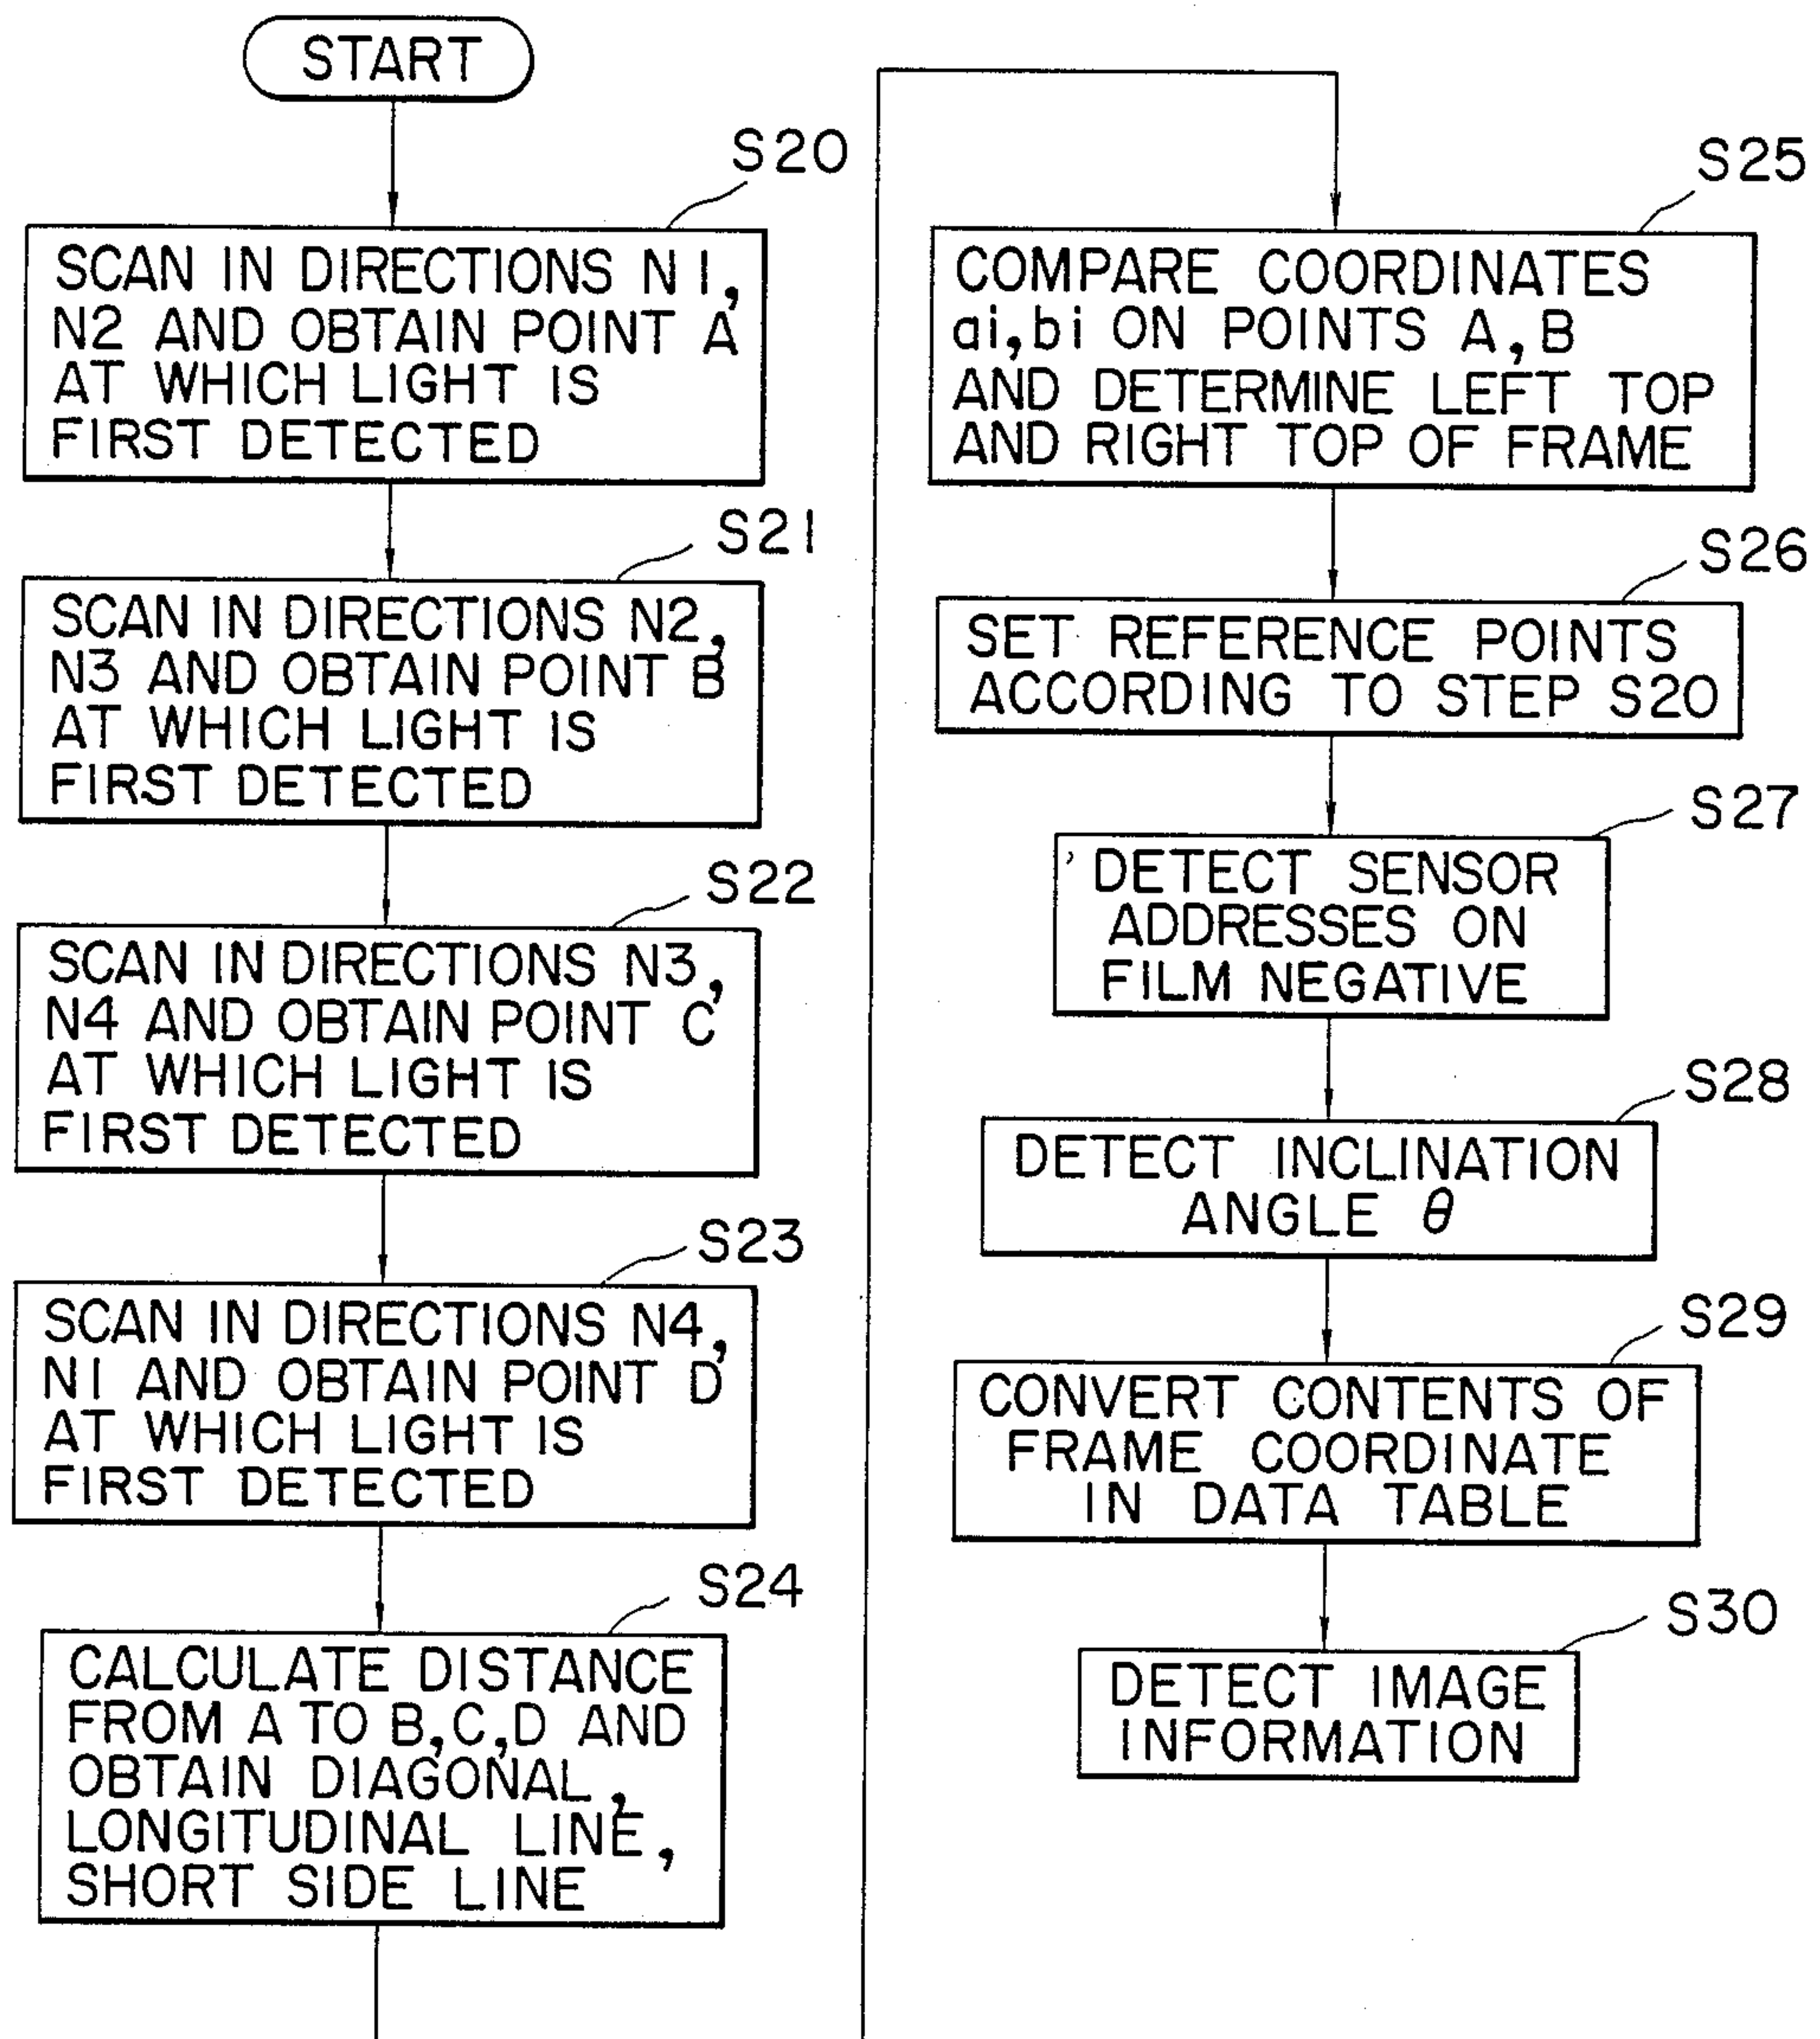 START
S20
SCAN IN DIRECTIONS N1,
N2 AND OBTAIN POINT A
AT WHICH LIGHT IS
FIRST DETECTED
S21
SCAN IN DIRECTIONS N2,
N3 AND OBTAIN POINT B
AT WHICH LIGHT IS
FIRST DETECTED
S22
SCAN IN DIRECTIONS N3,
N4 AND OBTAIN POINT C
AT WHICH LIGHT IS
FIRST DETECTED
S23
SCAN IN DIRECTIONS N4,
N1 AND OBTAIN POINT D
AT WHICH LIGHT IS
FIRST DETECTED
S24
CALCULATE DISTANCE
FROM A TO B,C,D AND
OBTAIN DIAGONAL,
LONGITUDINAL LINE,
SHORT SIDE LINE
S25
COMPARE COORDINATES
ai,bi ON POINTS A,B
AND DETERMINE LEFT TOP
AND RIGHT TOP OF FRAME
S26
SET REFERENCE POINTS
ACCORDING TO STEP S20
S27
DETECT SENSOR
ADDRESSES ON
FILM NEGATIVE
S28
DETECT INCLINATION
ANGLE θ
S29
CONVERT CONTENTS OF
FRAME COORDINATE
IN DATA TABLE
S30
DETECT IMAGE
INFORMATION